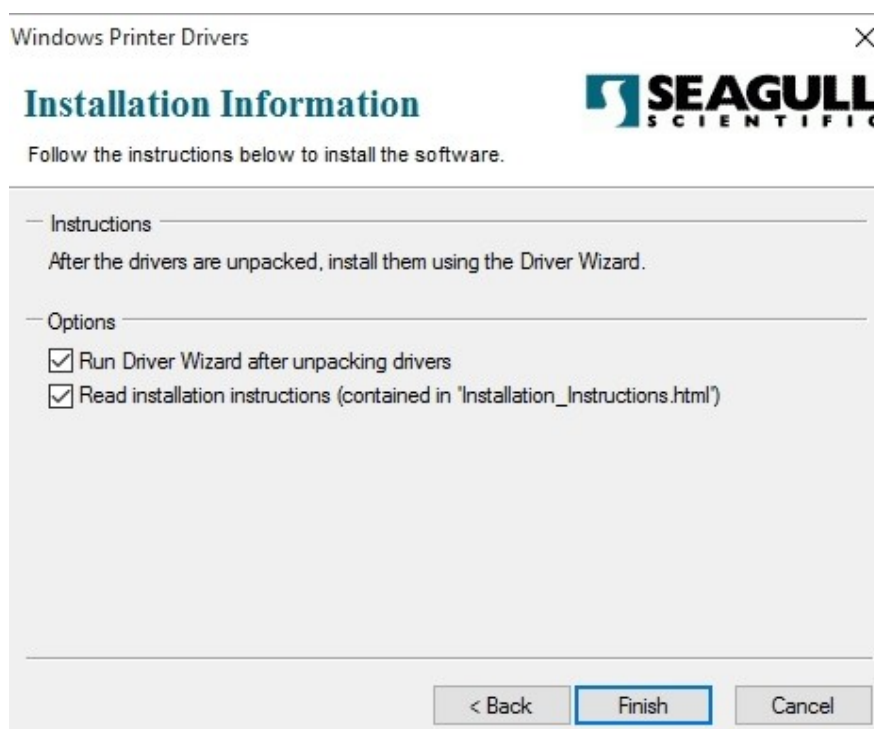 Windows Printer Drivers
Installation Information
SEAGULL
SCIENTIFIC
Follow the instructions below to install the software.
Instructions
After the drivers are unpacked, install them using the Driver Wizard.
Options
Run Driver Wizard after unpacking drivers
Read installation instructions (contained in "Installation_Instructions.html")
< Back
Finish
Cancel